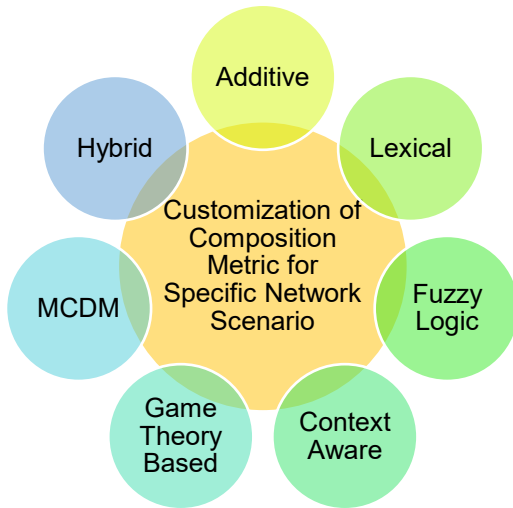 Additive
Hybrid
Lexical
Customization of
Composition
Metric for
Specific Network
Scenario
MCDM
Fuzzy
Logic
Game
Theory
Based
Context
Aware